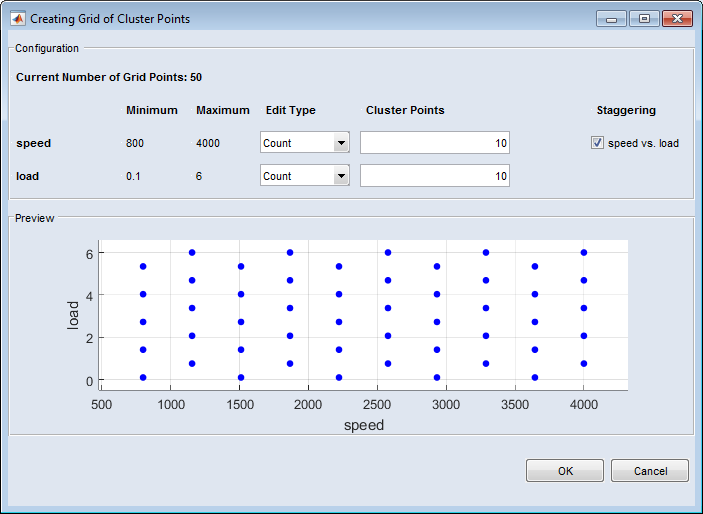 Creating Grid of Cluster Points
Configuration
Current Number of Grid Points: 50
Minimum Maximum Edit Type Cluster Points Staggering
speed 800 4000 Count 10 speed vs. load
load 0.1 6 Count 10
Preview
6
4
2
0
load
500 1000 1500 2000 2500 3000 3500 4000
speed
OK Cancel